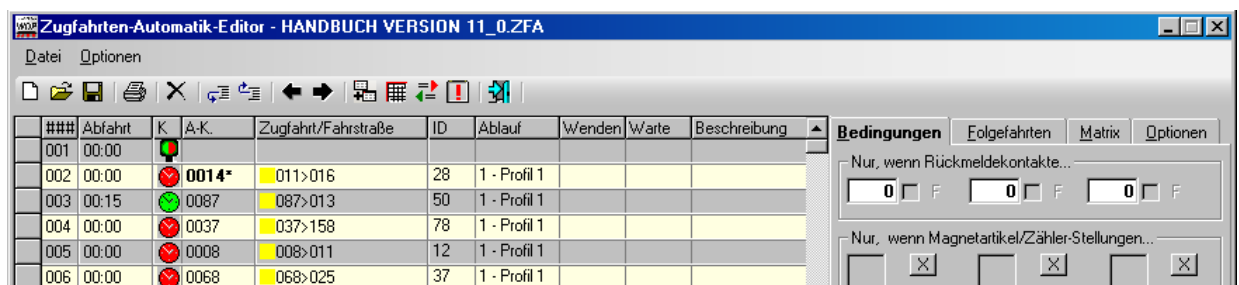 Zugfahrten-Automatik-Editor - HANDBUCH VERSION 11_0.ZFA
Datei Optionen
### Abfahrt K A-K. Zugfahrt/Fahrstraße ID Ablauf Wenden Warte Beschreibung
001 00:00
002 00:00 0014* 011>016 28 1 - Profil 1
003 00:15 0087 087>013 50 1 - Profil 1
004 00:00 0037 037>158 78 1 - Profil 1
005 00:00 0008 008>011 12 1 - Profil 1
006 00:00 0068 068>025 37 1 - Profil 1
Bedingungen Folgefahrten Matrix Optionen
Nur, wenn Rückmeldekontakte...
0 F 0 F 0 F
Nur, wenn Magnetartikel/Zähler-Stellungen...
X X X